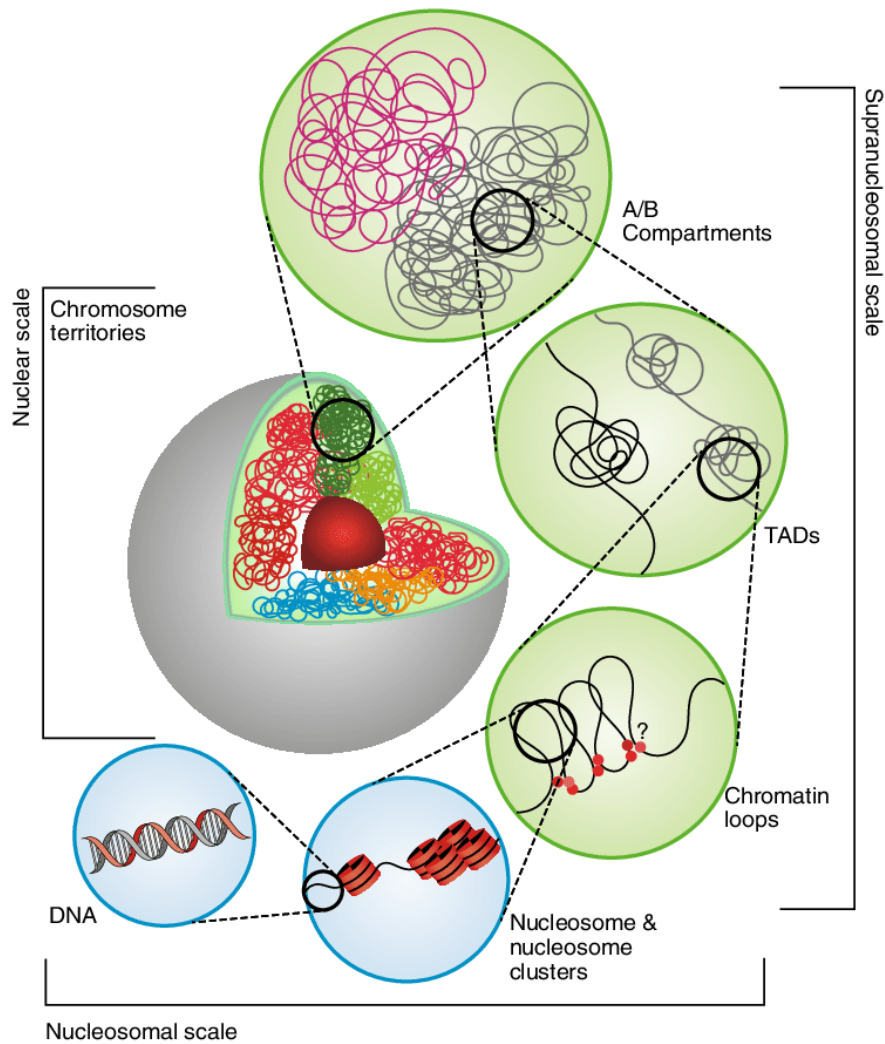 A/B
Compartments
Supranucleosomal scale
Nuclear scale
Chromosome
territories
TADs
?
Chromatin
loops
DNA
Nucleosome &
nucleosome
clusters
Nucleosomal scale